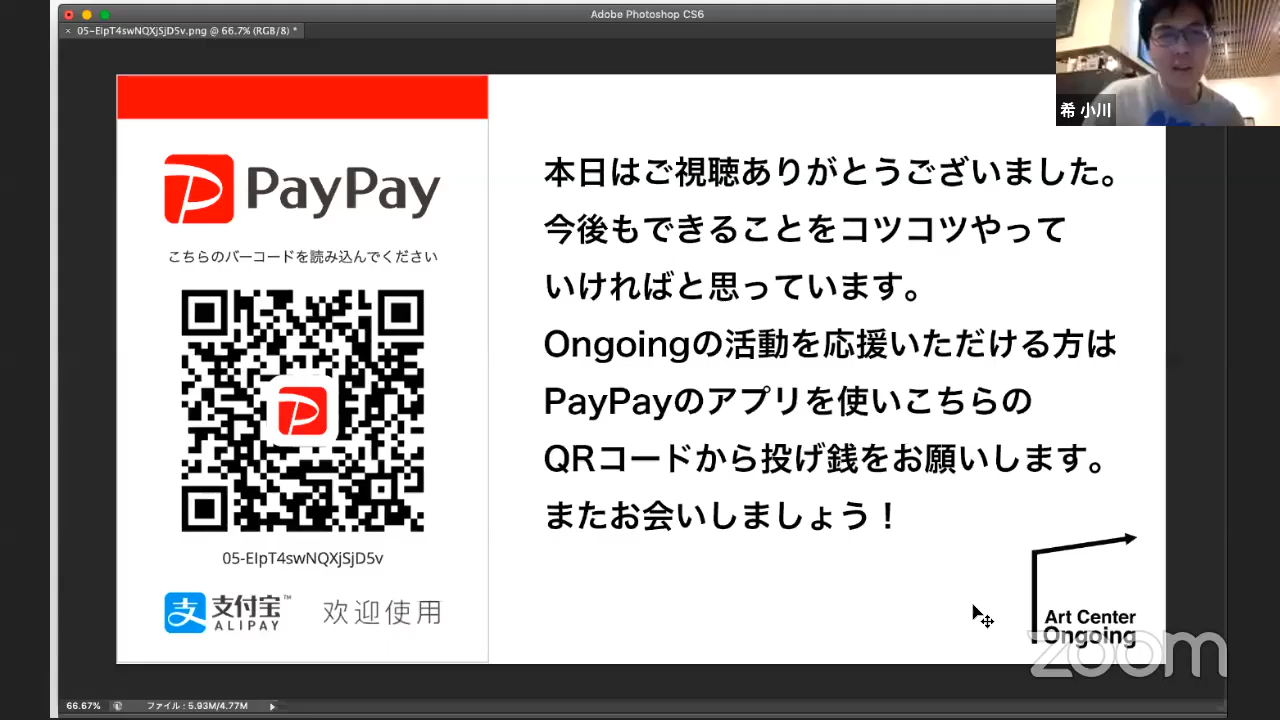 Adobe Photoshop CS6
× 05-EIpT4swNQXjSjD5v.png @ 66.7% (RGB/8) *
希 小川
PayPay
こちらのバーコードを読み込んでください
05-EIpT4swNQXjSjD5v
支 支付宝™
ALIPAY
欢迎使用
本日はご視聴ありがとうございました。
今後もできることをコツコツやって
いければと思っています。
Ongoingの活動を応援いただける方は
PayPayのアプリを使いこちらの
QRコードから投げ銭をお願いします。
またお会いしましょう！
Art Center
Ongoing
zoom
66.67%
ファイル : 5.93M/4.77M